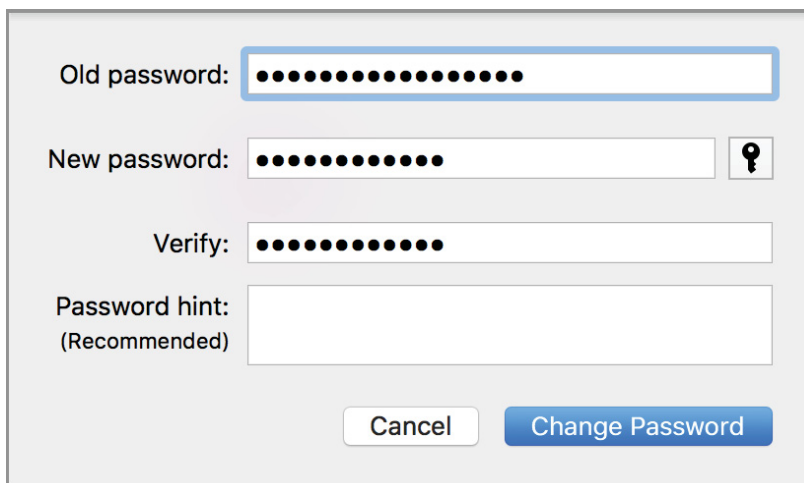 Old password: •••••••••••••••••
New password: ••••••••••••
Verify: ••••••••••••
Password hint:
(Recommended)
Cancel Change Password